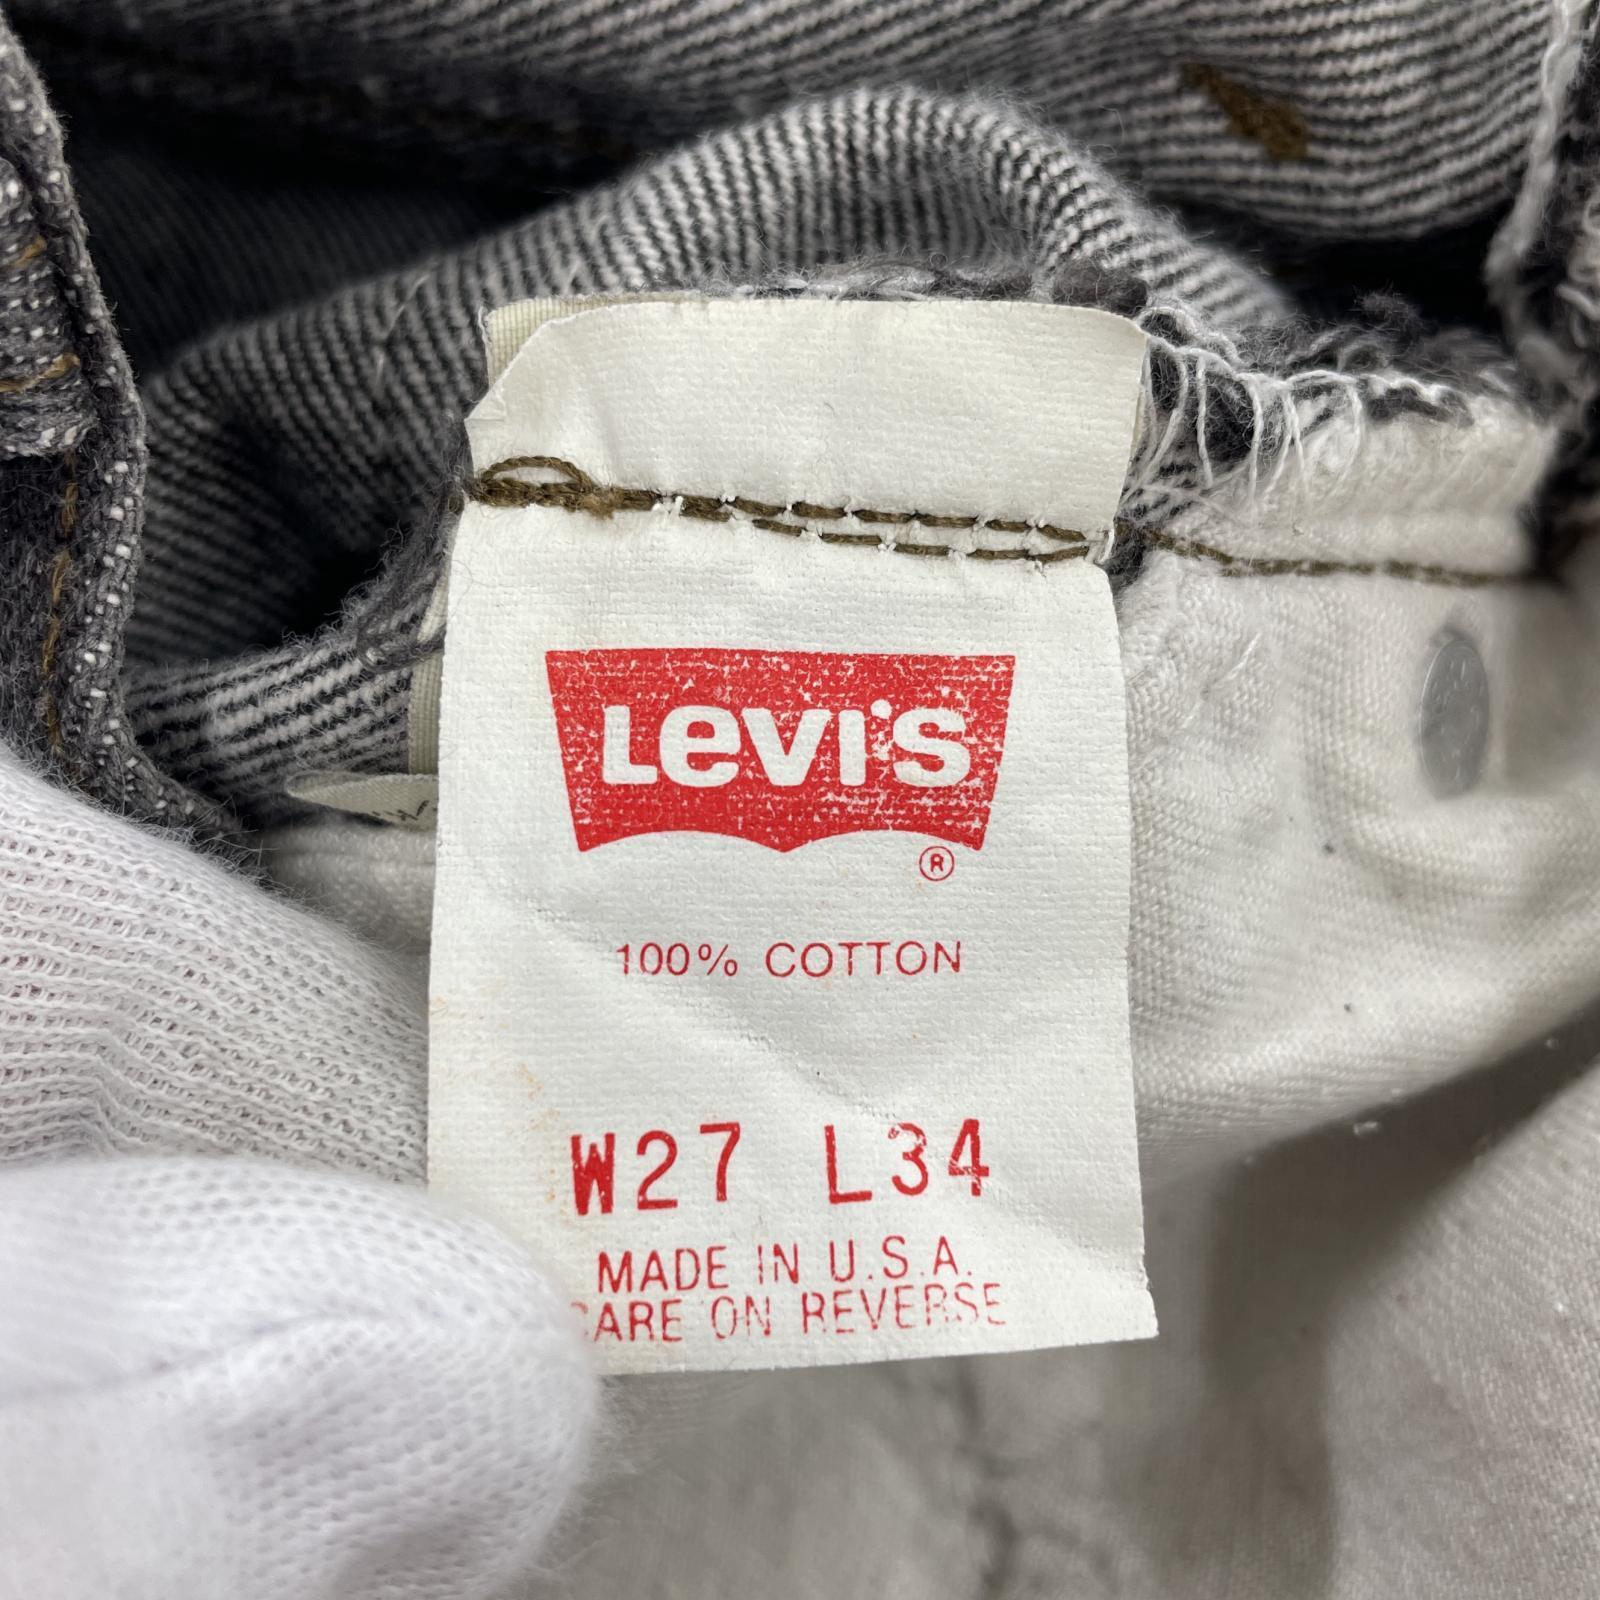 Levi's
®
100% COTTON
W27 L34
MADE IN U.S.A.
CARE ON REVERSE